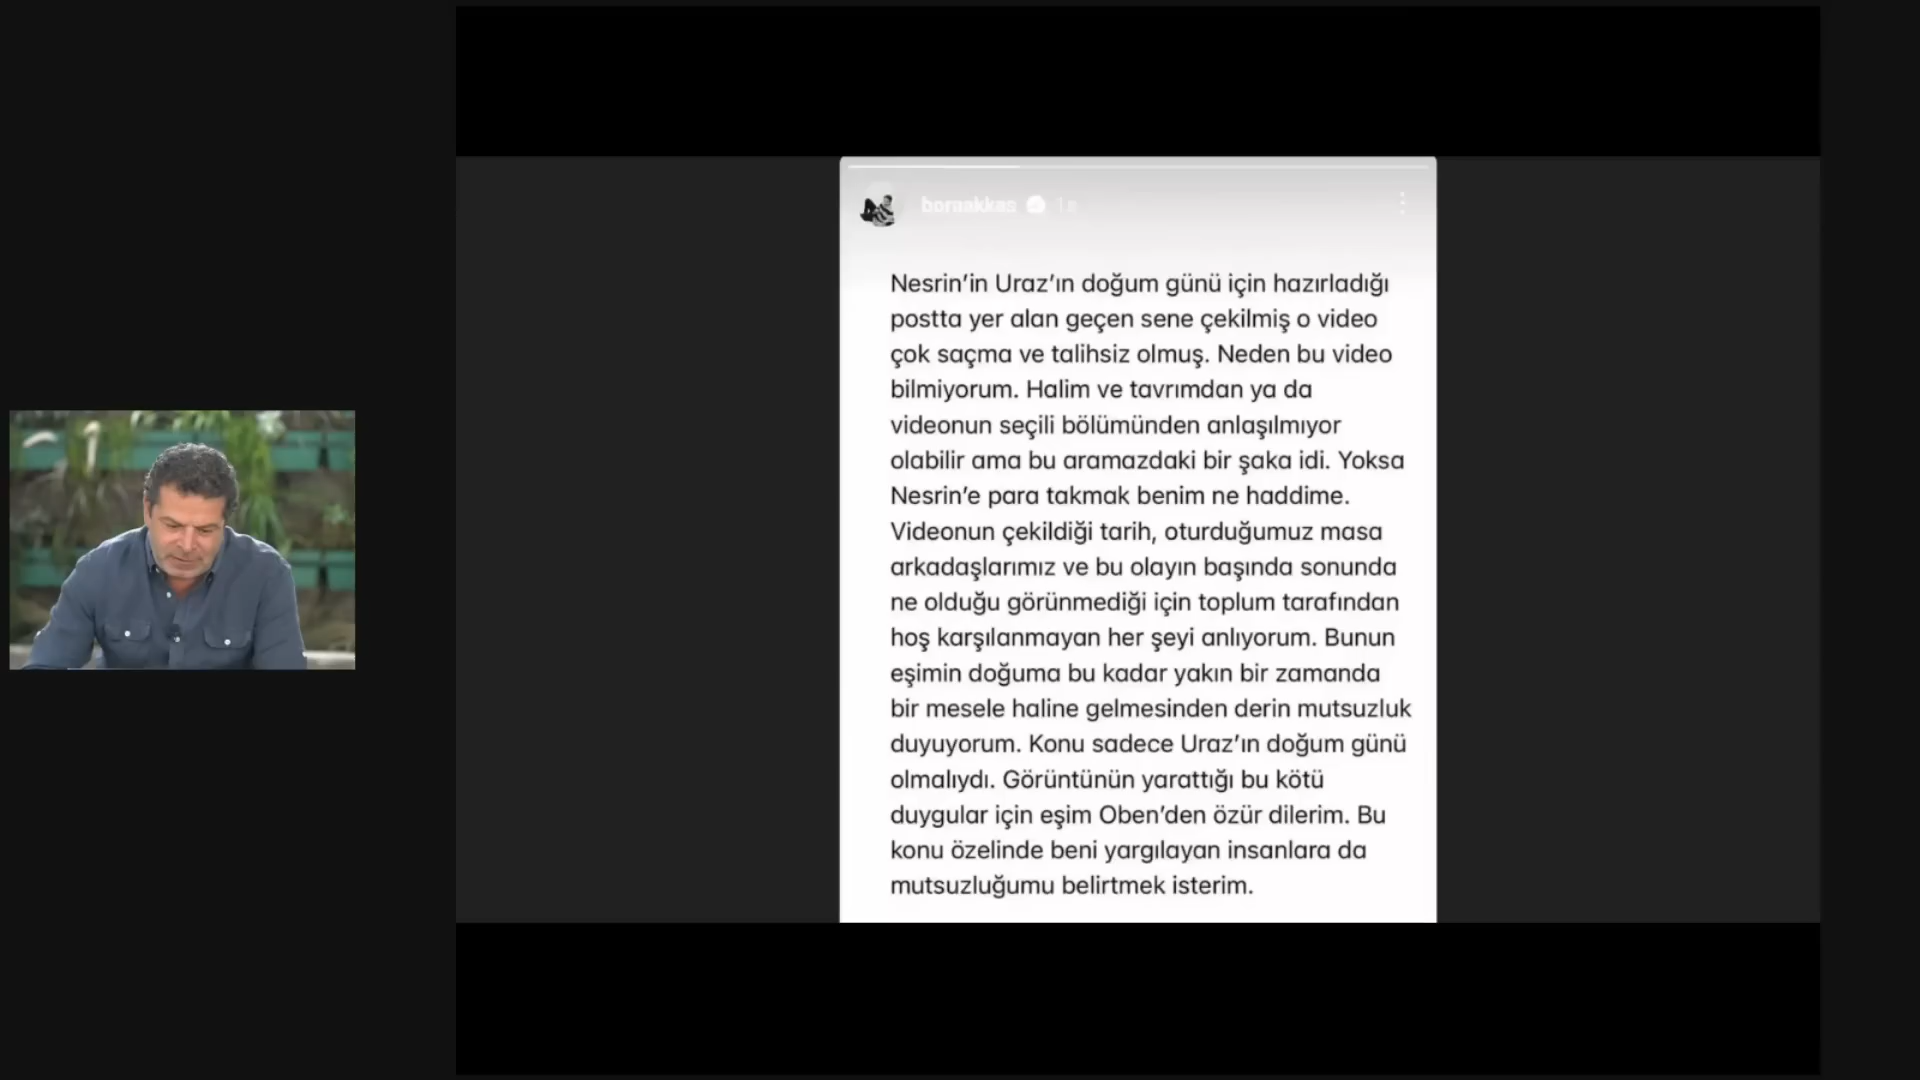 boraakkas
Nesrin’in Uraz’ın doğum günü için hazırladığı
postta yer alan geçen sene çekilmiş o video
çok saçma ve talihsiz olmuş. Neden bu video
bilmiyorum. Halim ve tavrımdan ya da
videonun seçili bölümünden anlaşılmıyor
olabilir ama bu aramazdaki bir şaka idi. Yoksa
Nesrin’e para takmak benim ne haddime.
Videonun çekildiği tarih, oturduğumuz masa
arkadaşlarımız ve bu olayın başında sonunda
ne olduğu görünmediği için toplum tarafından
hoş karşılanmayan her şeyi anlıyorum. Bunun
eşimin doğuma bu kadar yakın bir zamanda
bir mesele haline gelmesinden derin mutsuzluk
duyuyorum. Konu sadece Uraz’ın doğum günü
olmalıydı. Görüntünün yarattığı bu kötü
duygular için eşim Oben’den özür dilerim. Bu
konu özelinde beni yargılayan insanlara da
mutsuzluğumu belirtmek isterim.